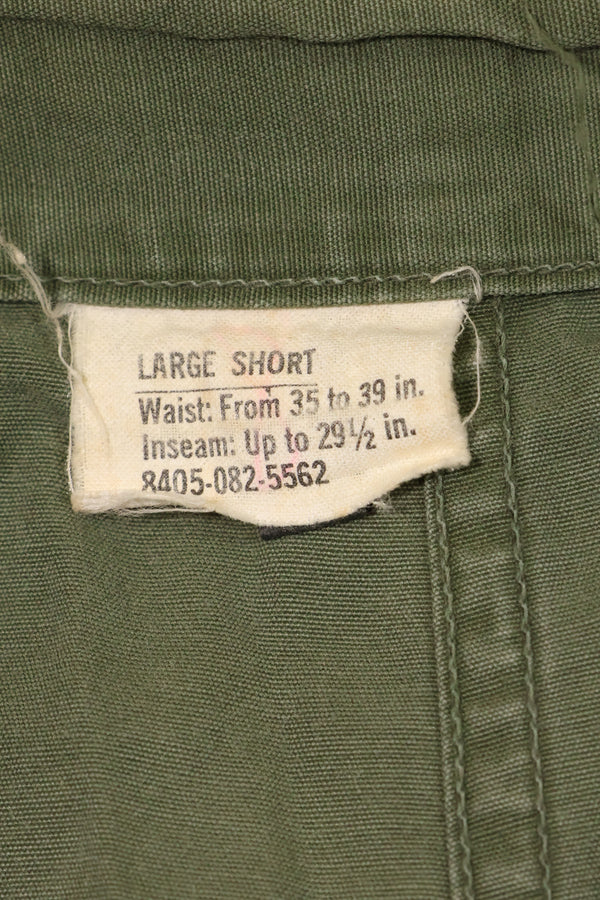 LARGE SHORT
Waist: From 35 to 39 in.
Inseam: Up to 29½ in.
8405-082-5562